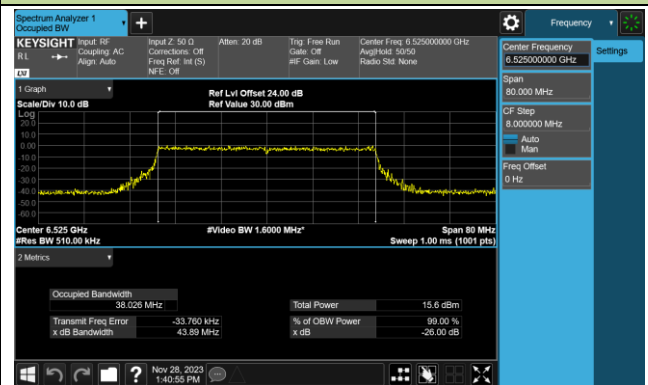 Spectrum Analyzer 1
Occupied BW
+
Frequency
KEYSIGHT
Input: RF
Coupling: AC
Align: Auto
Input Z: 50 Ω
Corrections: Off
Freq Ref: Int (S)
NFE: Off
Atten: 20 dB
Trig: Free Run
Gate: Off
#IF Gain: Low
Center Freq: 6.525000000 GHz
Avg|Hold: 50/50
Radio Std: None
RL
LXI
Center Frequency
6.525000000 GHz
Settings
Span
80.000 MHz
CF Step
8.000000 MHz
Auto
Man
Freq Offset
0 Hz
1 Graph
Scale/Div 10.0 dB
Ref Lvl Offset 24.00 dB
Ref Value 30.00 dBm
Log
20.0
10.0
0.00
-10.0
-20.0
-30.0
-40.0
-50.0
-60.0
Center 6.525 GHz
#Res BW 510.00 kHz
#Video BW 1.6000 MHz*
Span 80 MHz
Sweep 1.00 ms (1001 pts)
2 Metrics
Occupied Bandwidth
38.026 MHz
Total Power 15.6 dBm
Transmit Freq Error -33.760 kHz
% of OBW Power 99.00 %
x dB Bandwidth 43.89 MHz
x dB -26.00 dB
?
Nov 28, 2023
1:40:55 PM